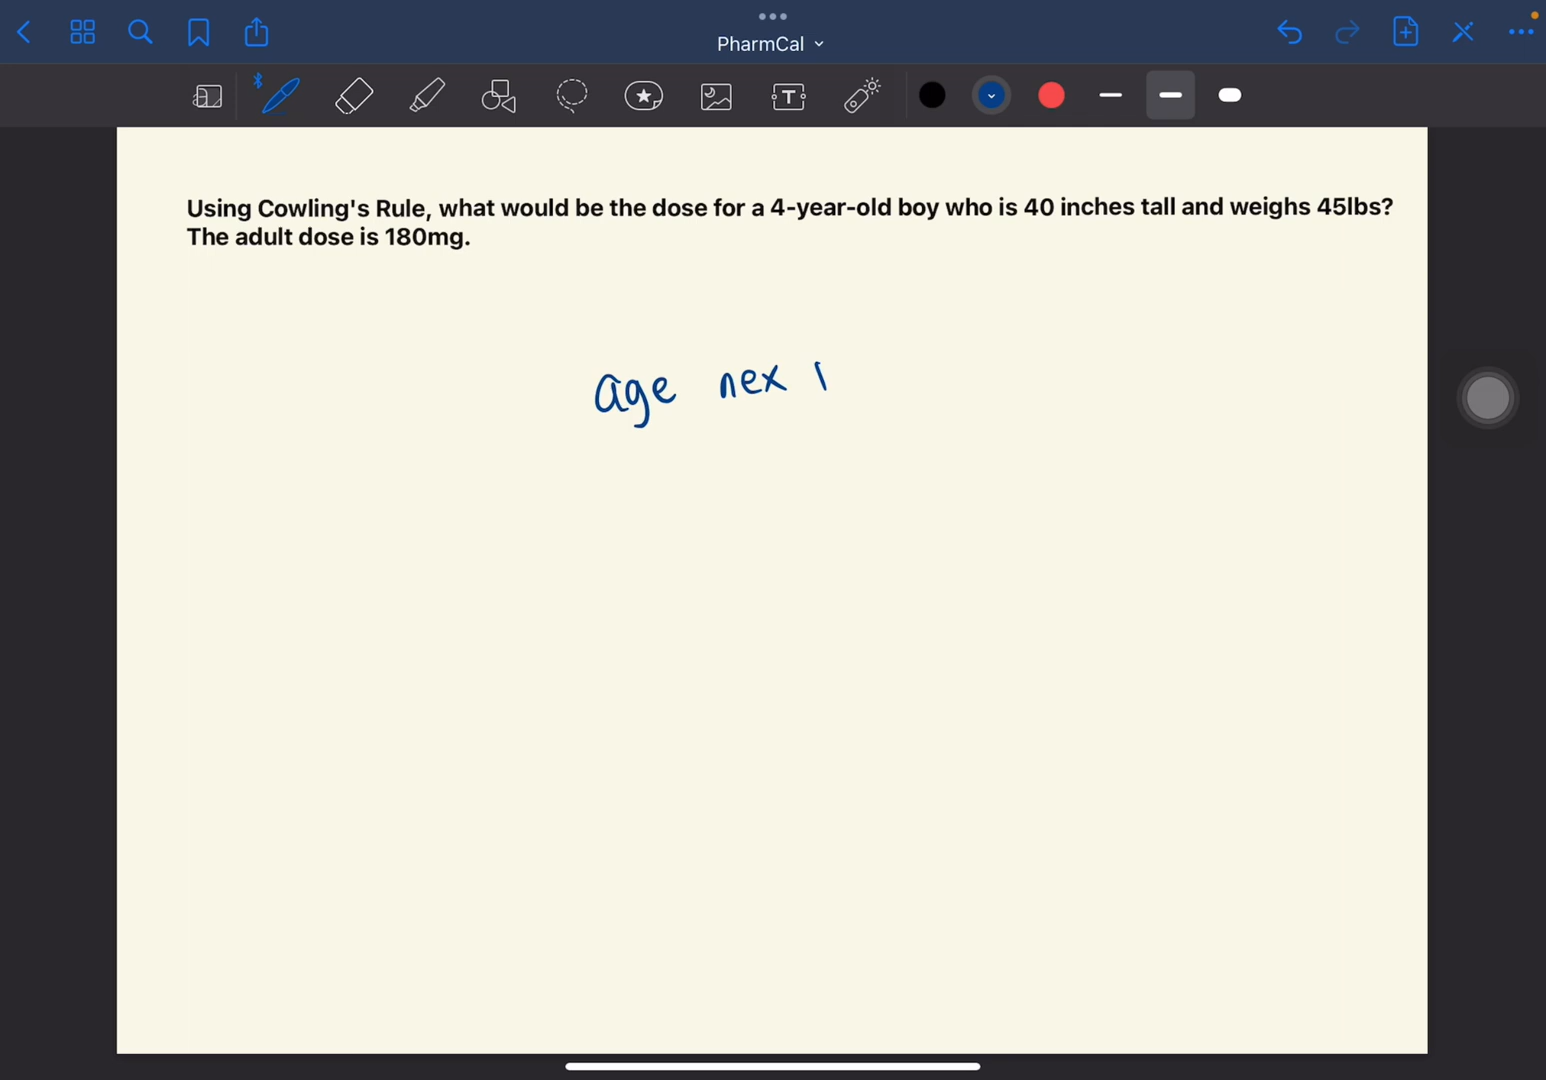 PharmCal
T
Using Cowling's Rule, what would be the dose for a 4-year-old boy who is 40 inches tall and weighs 45lbs?
The adult dose is 180mg.
age nex